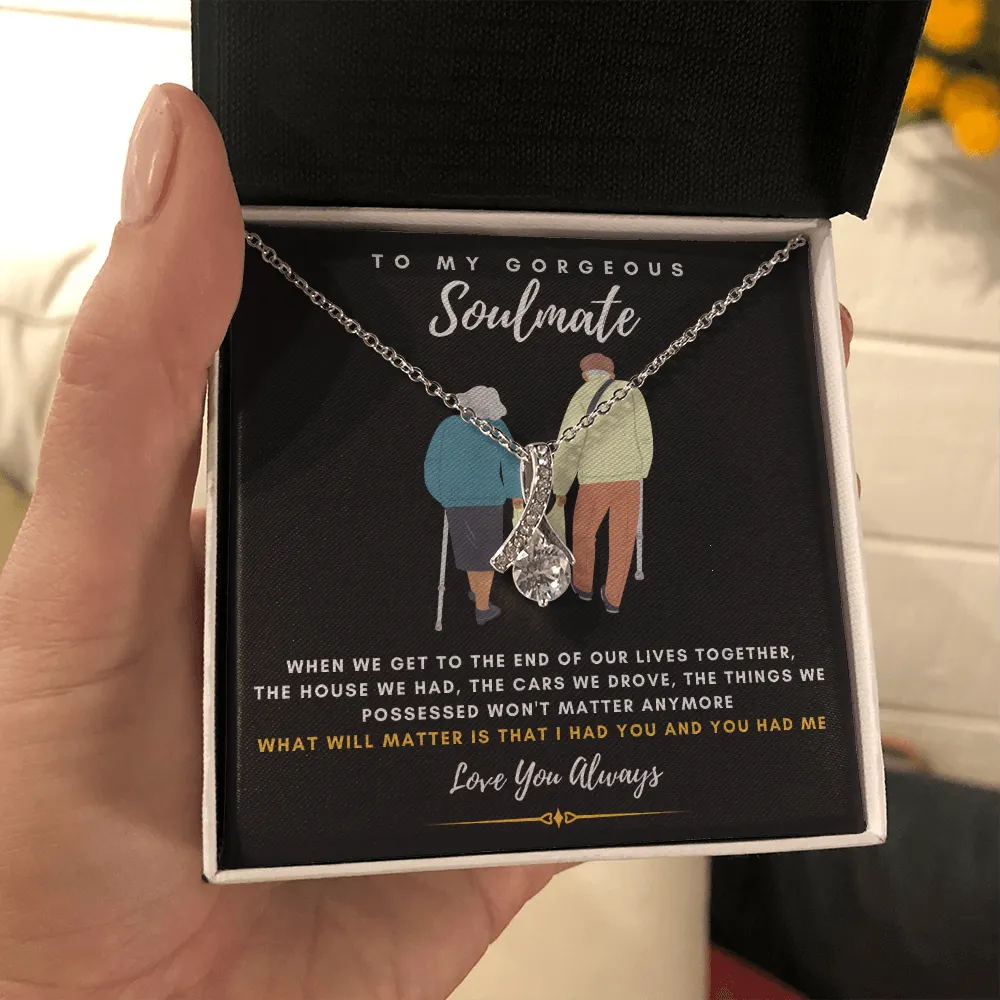 TO MY GORGEOUS
Soulmate
WHEN WE GET TO THE END OF OUR LIVES TOGETHER,
THE HOUSE WE HAD, THE CARS WE DROVE, THE THINGS WE
POSSESSED WON'T MATTER ANYMORE
WHAT WILL MATTER IS THAT I HAD YOU AND YOU HAD ME
Love You Always